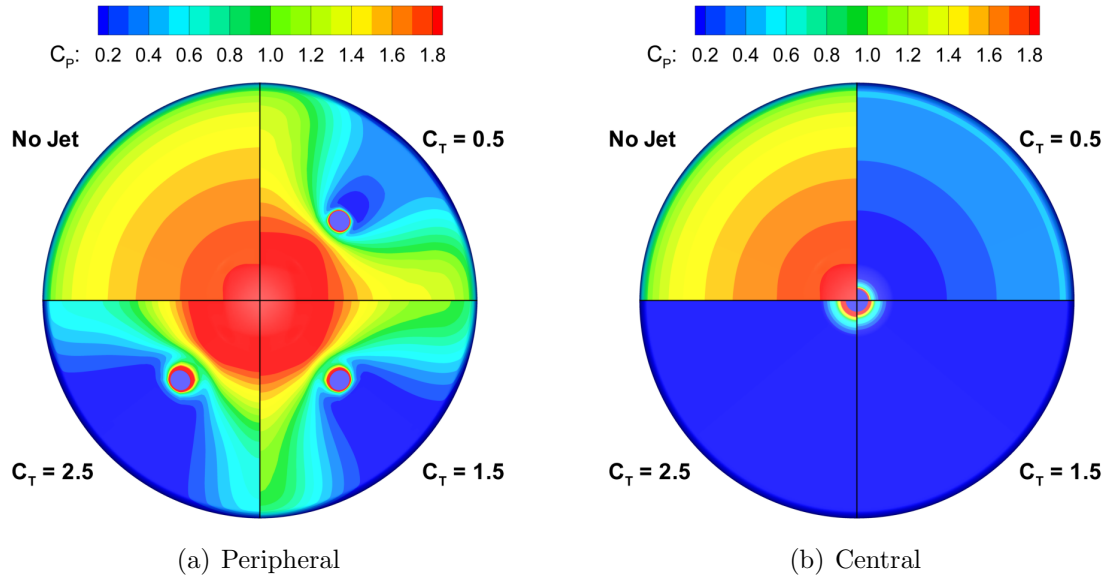 C_P: 0.2 0.4 0.6 0.8 1.0 1.2 1.4 1.6 1.8
No Jet
C_T = 0.5
C_T = 2.5
C_T = 1.5
(a) Peripheral
C_P: 0.2 0.4 0.6 0.8 1.0 1.2 1.4 1.6 1.8
No Jet
C_T = 0.5
C_T = 2.5
C_T = 1.5
(b) Central